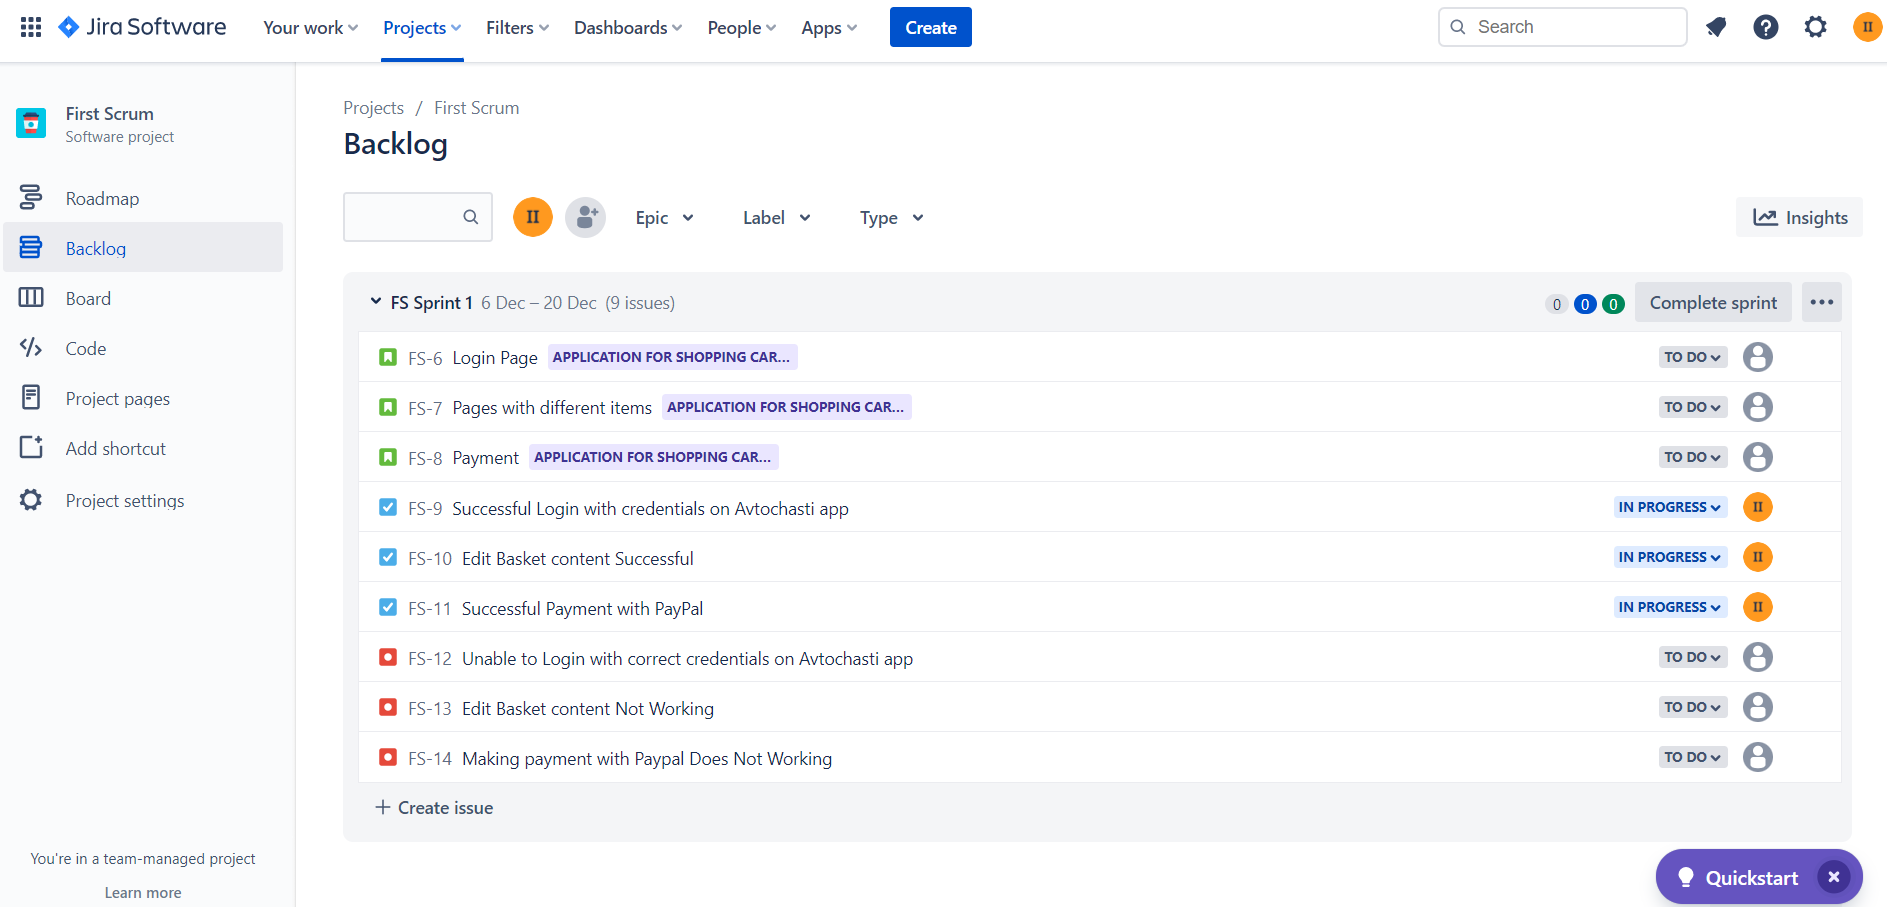 Jira Software Your work Projects Filters Dashboards People Apps Create Search II
First Scrum
Software project
Roadmap
Backlog
Board
Code
Project pages
Add shortcut
Project settings
You're in a team-managed project
Learn more
Projects / First Scrum
Backlog
II Epic Label Type Insights
FS Sprint 1 6 Dec – 20 Dec (9 issues) 0 0 0 Complete sprint
FS-6 Login Page APPLICATION FOR SHOPPING CAR... TO DO
FS-7 Pages with different items APPLICATION FOR SHOPPING CAR... TO DO
FS-8 Payment APPLICATION FOR SHOPPING CAR... TO DO
FS-9 Successful Login with credentials on Avtochasti app IN PROGRESS II
FS-10 Edit Basket content Successful IN PROGRESS II
FS-11 Successful Payment with PayPal IN PROGRESS II
FS-12 Unable to Login with correct credentials on Avtochasti app TO DO
FS-13 Edit Basket content Not Working TO DO
FS-14 Making payment with Paypal Does Not Working TO DO
+ Create issue
Quickstart